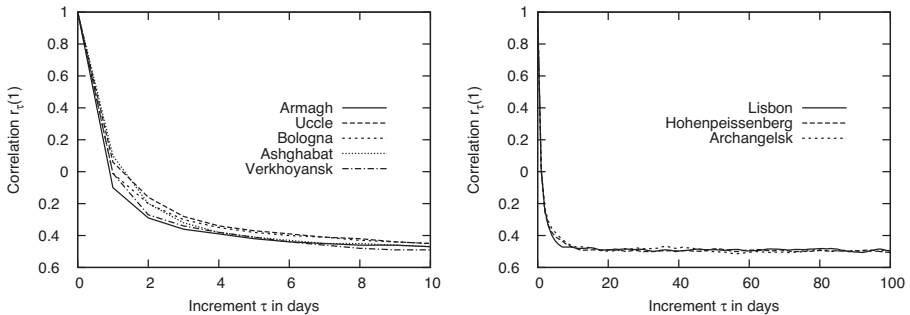 1
0.8
0.6
0.4
0.2
0
0.2
0.4
0.6
0 2 4 6 8 10
Correlation rτ(1)
Increment τ in days
Armagh
Uccle
Bologna
Ashghabat
Verkhoyansk
1
0.8
0.6
0.4
0.2
0
0.2
0.4
0.6
0 20 40 60 80 100
Correlation rτ(1)
Increment τ in days
Lisbon
Hohenpeissenberg
Archangelsk